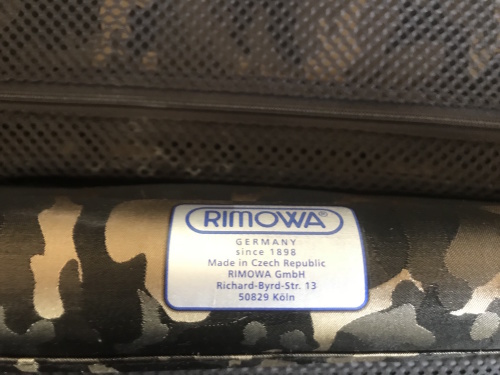 RIMOWA®
GERMANY
since 1898
Made in Czech Republic
RIMOWA GmbH
Richard-Byrd-Str. 13
50829 Köln